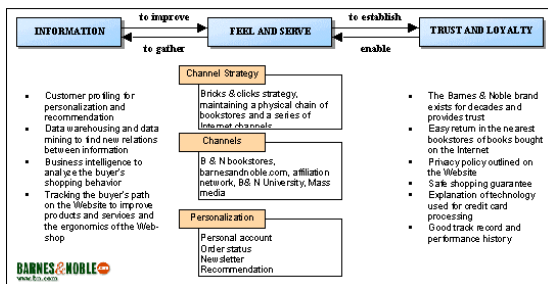 to improve
to establish
INFORMATION
FEEL AND SERVE
TRUST AND LOYALTY
to gather
enable
Channel Strategy
Bricks & clicks strategy,
maintaining a physical chain of
bookstores and a series of
Internet channels
Channels
B & N bookstores,
barnesandnoble.com, affiliation
network, B& N University, Mass
media
Personalization
Personal account
Order status
Newsletter
Recommendation
• Customer profiling for
personalization and
recommendation
• Data warehousing and data
mining to find new relations
between information
• Business intelligence to
analyze the buyer's
shopping behavior
• Tracking the buyer's path
on the Website to improve
products and services and
the ergonomics of the Web-
shop
• The Barnes & Noble brand
exists for decades and
provides trust
• Easy return in the nearest
bookstores of books bought
on the Internet
• Privacy policy outlined on
the Website
• Safe shopping guarantee
• Explanation of technology
used for credit card
processing
• Good track record and
performance history
BARNES&NOBLE.com
www.bn.com